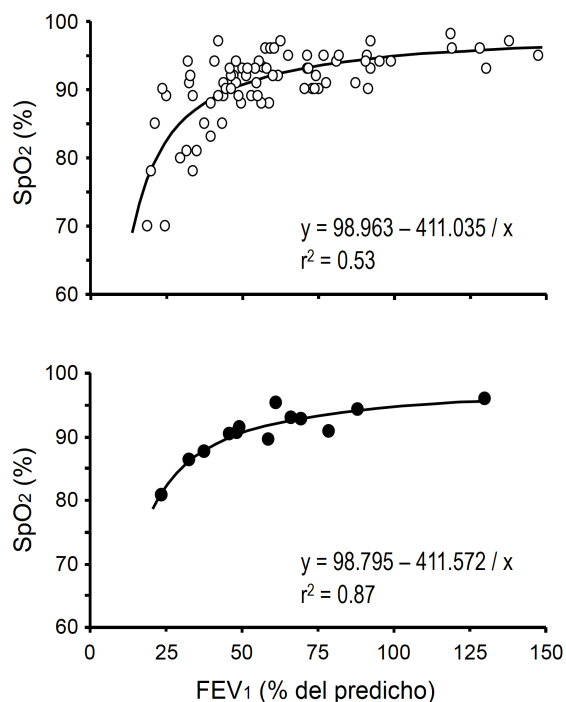 100
90
80
70
60
SpO2 (%)
y = 98.963 – 411.035 / x
r2 = 0.53
100
90
80
70
60
SpO2 (%)
y = 98.795 – 411.572 / x
r2 = 0.87
0 25 50 75 100 125 150
FEV1 (% del predicho)